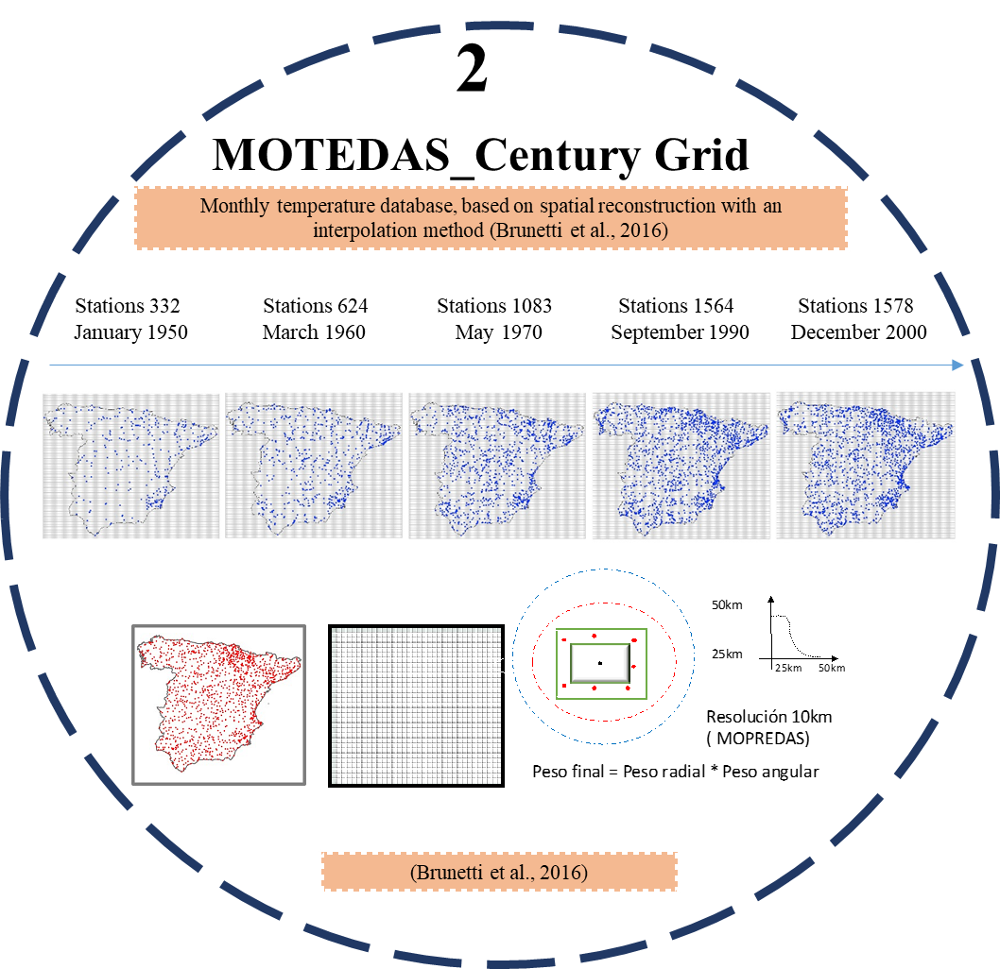 2
MOTEDAS_Century Grid
Monthly temperature database, based on spatial reconstruction with an
interpolation method (Brunetti et al., 2016)
Stations 332
January 1950
Stations 624
March 1960
Stations 1083
May 1970
Stations 1564
September 1990
Stations 1578
December 2000
50km
25km
25km 50km
Resolución 10km
( MOPREDAS)
Peso final = Peso radial * Peso angular
(Brunetti et al., 2016)